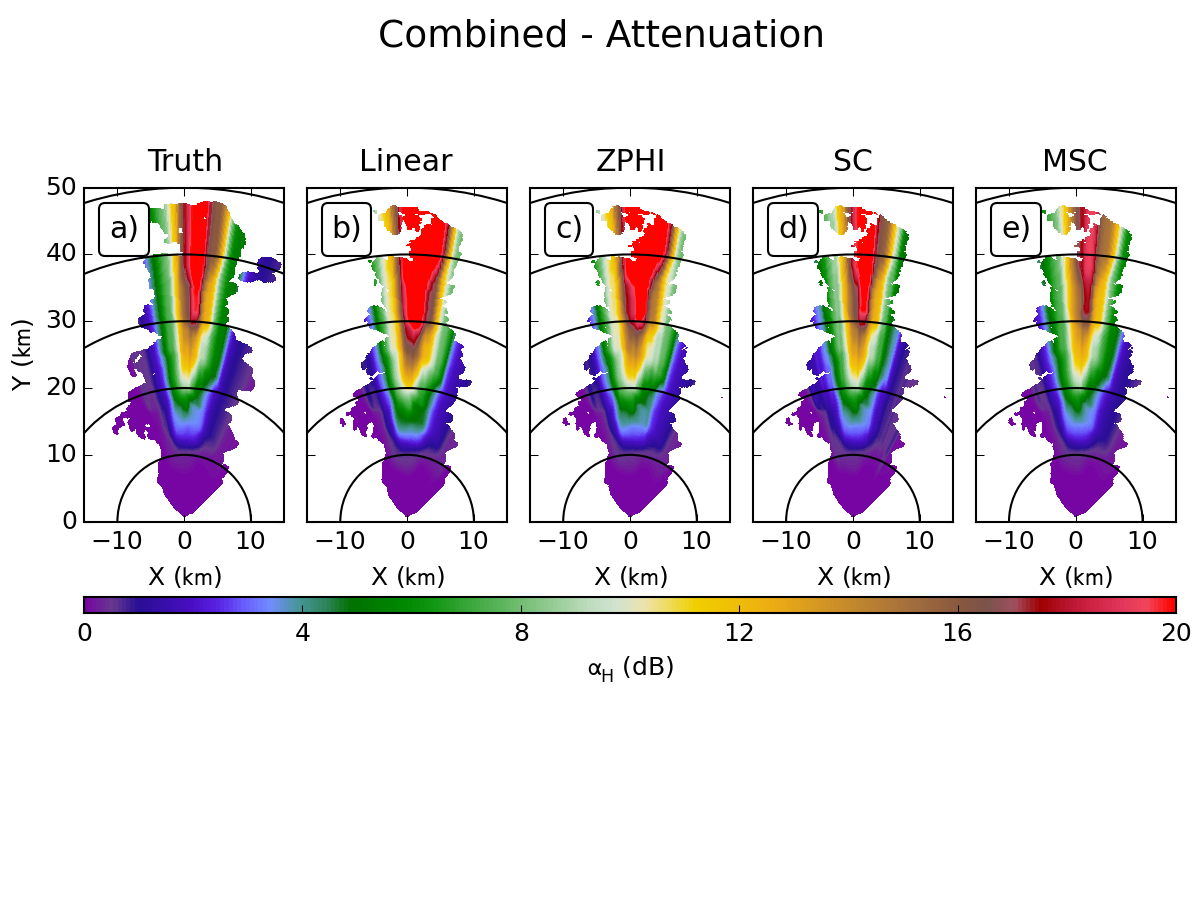 Combined - Attenuation
Truth Linear ZPHI SC MSC
a) b) c) d) e)
50
40
30
20
10
0
Y (km)
−10 0 10 −10 0 10 −10 0 10 −10 0 10 −10 0 10
X (km) X (km) X (km) X (km) X (km)
0 4 8 12 16 20
αH (dB)